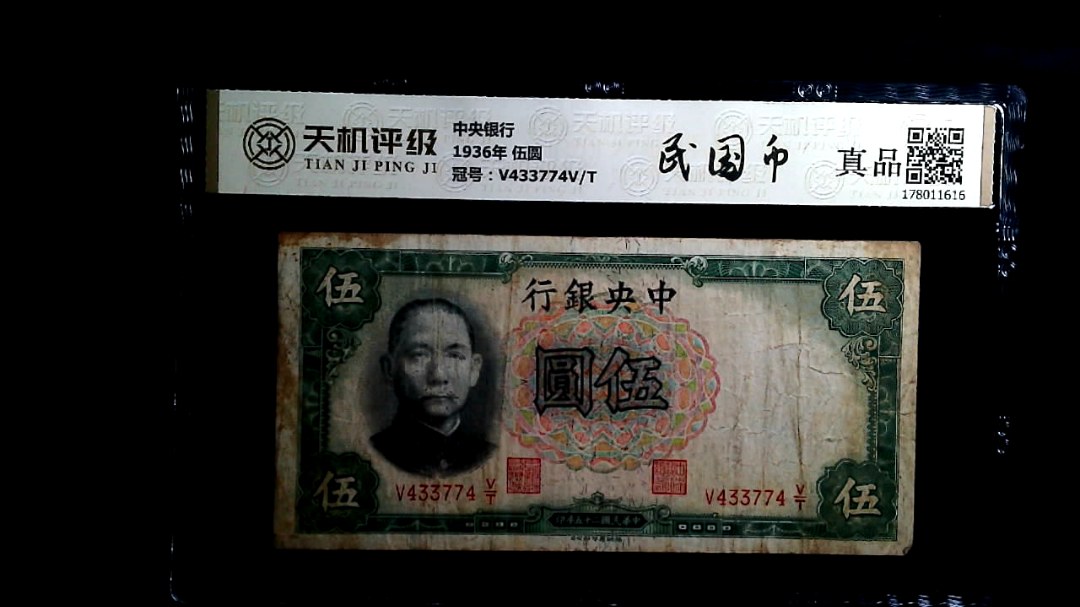 天机评级
TIAN JI PING JI
中央银行
1936年 伍圆
冠号：V433774V/T
民国币
真品
178011616
伍
行銀央中
伍
圓伍
伍
V433774 V/T
V433774 V/T
伍